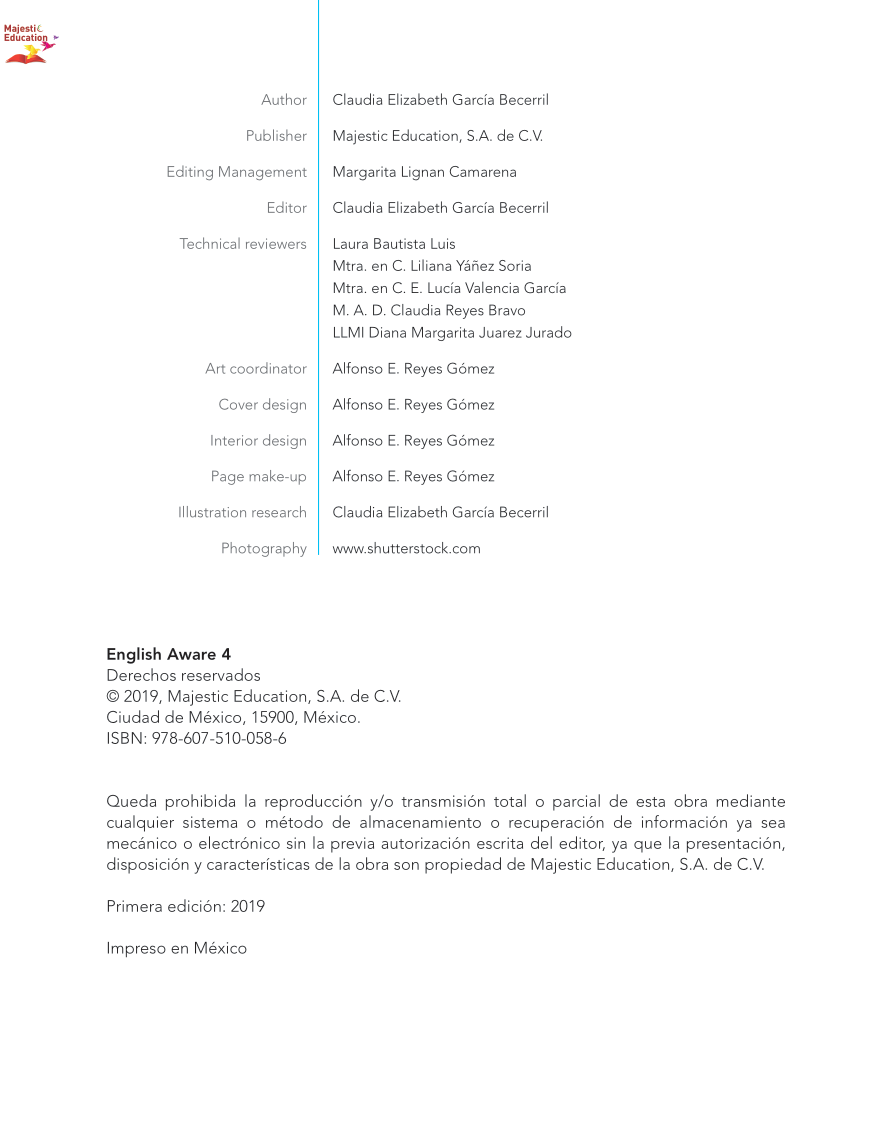 Majestic
Education
Author Claudia Elizabeth García Becerril
Publisher Majestic Education, S.A. de C.V.
Editing Management Margarita Lignan Camarena
Editor Claudia Elizabeth García Becerril
Technical reviewers Laura Bautista Luis
Mtra. en C. Liliana Yáñez Soria
Mtra. en C. E. Lucía Valencia García
M. A. D. Claudia Reyes Bravo
LLMI Diana Margarita Juarez Jurado
Art coordinator Alfonso E. Reyes Gómez
Cover design Alfonso E. Reyes Gómez
Interior design Alfonso E. Reyes Gómez
Page make-up Alfonso E. Reyes Gómez
Illustration research Claudia Elizabeth García Becerril
Photography www.shutterstock.com
English Aware 4
Derechos reservados
© 2019, Majestic Education, S.A. de C.V.
Ciudad de México, 15900, México.
ISBN: 978-607-510-058-6
Queda prohibida la reproducción y/o transmisión total o parcial de esta obra mediante
cualquier sistema o método de almacenamiento o recuperación de información ya sea
mecánico o electrónico sin la previa autorización escrita del editor, ya que la presentación,
disposición y características de la obra son propiedad de Majestic Education, S.A. de C.V.
Primera edición: 2019
Impreso en México